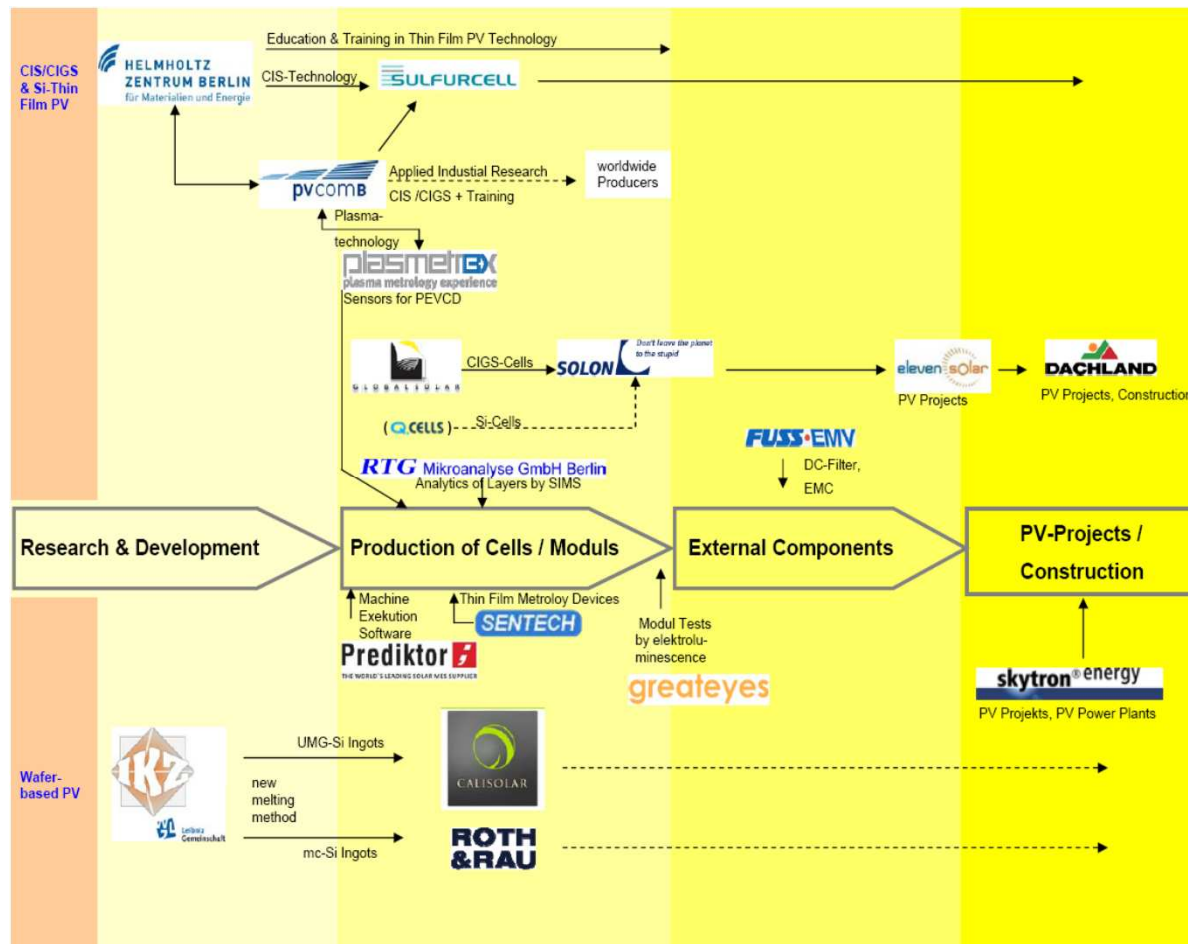 CIS/CIGS
& Si-Thin
Film PV
HELMHOLTZ
ZENTRUM BERLIN
für Materialien und Energie
Education & Training in Thin Film PV Technology
CIS-Technology
SULFURCELL
pvcomB
Applied Industial Research
CIS /CIGS + Training
worldwide
Producers
Plasma-
technology
plasmetrex
plasma metrology experience
Sensors for PEVCD
GLOBALSOLAR
CIGS-Cells
SOLON
Don't leave the planet
to the stupid
eleven solar
PV Projects
DACHLAND
PV Projects, Construction
(Q.CELLS)
Si-Cells
FUSS·EMV
DC-Filter,
EMC
RTG Mikroanalyse GmbH Berlin
Analytics of Layers by SIMS
Research & Development
Production of Cells / Moduls
External Components
PV-Projects /
Construction
Machine
Exekution
Software
Prediktor
THE WORLD'S LEADING SOLAR MES SUPPLIER
Thin Film Metroloy Devices
SENTECH
Modul Tests
by elektrolu-
minescence
greateyes
skytron® energy
PV Projekts, PV Power Plants
Wafer-
based PV
IKZ
Leibniz
Gemeinschaft
UMG-Si Ingots
new
melting
method
mc-Si Ingots
CALISOLAR
ROTH
&RAU